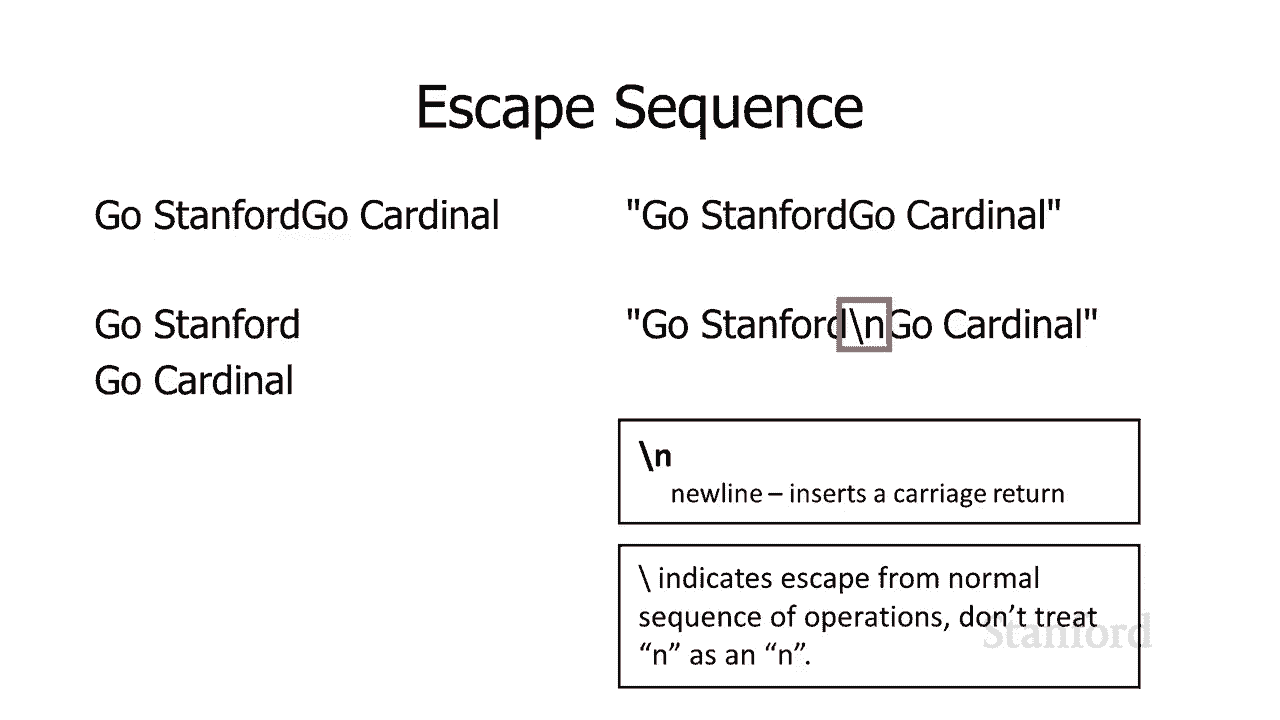 Escape Sequence
Go StanfordGo Cardinal
"Go StanfordGo Cardinal"
Go Stanford
"Go Stanford\nGo Cardinal"
Go Cardinal
\n
newline – inserts a carriage return
\ indicates escape from normal
sequence of operations, don’t treat
“n” as an “n”.
Stanford